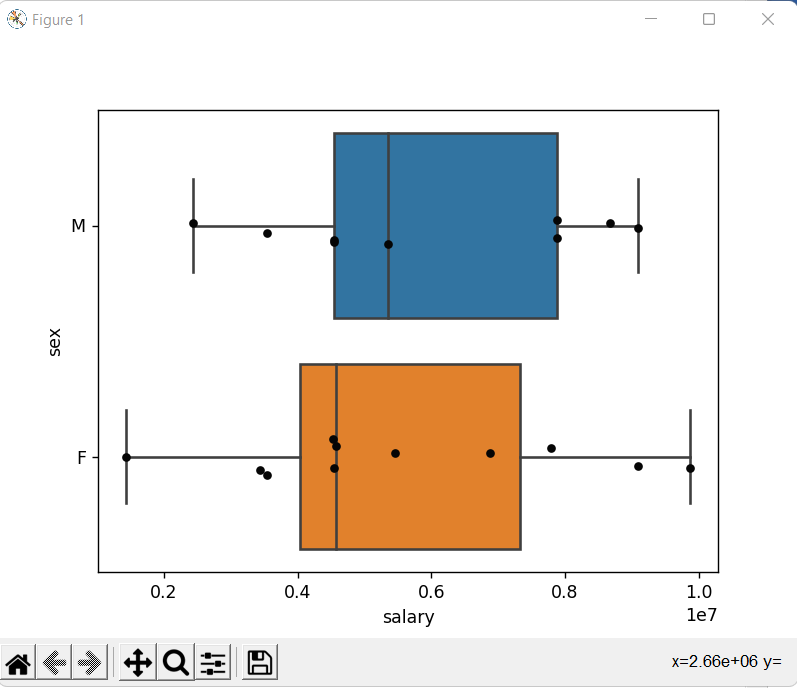 Figure 1
M
sex
F
0.2 0.4 0.6 0.8 1.0
salary
1e7
x=2.66e+06 y=